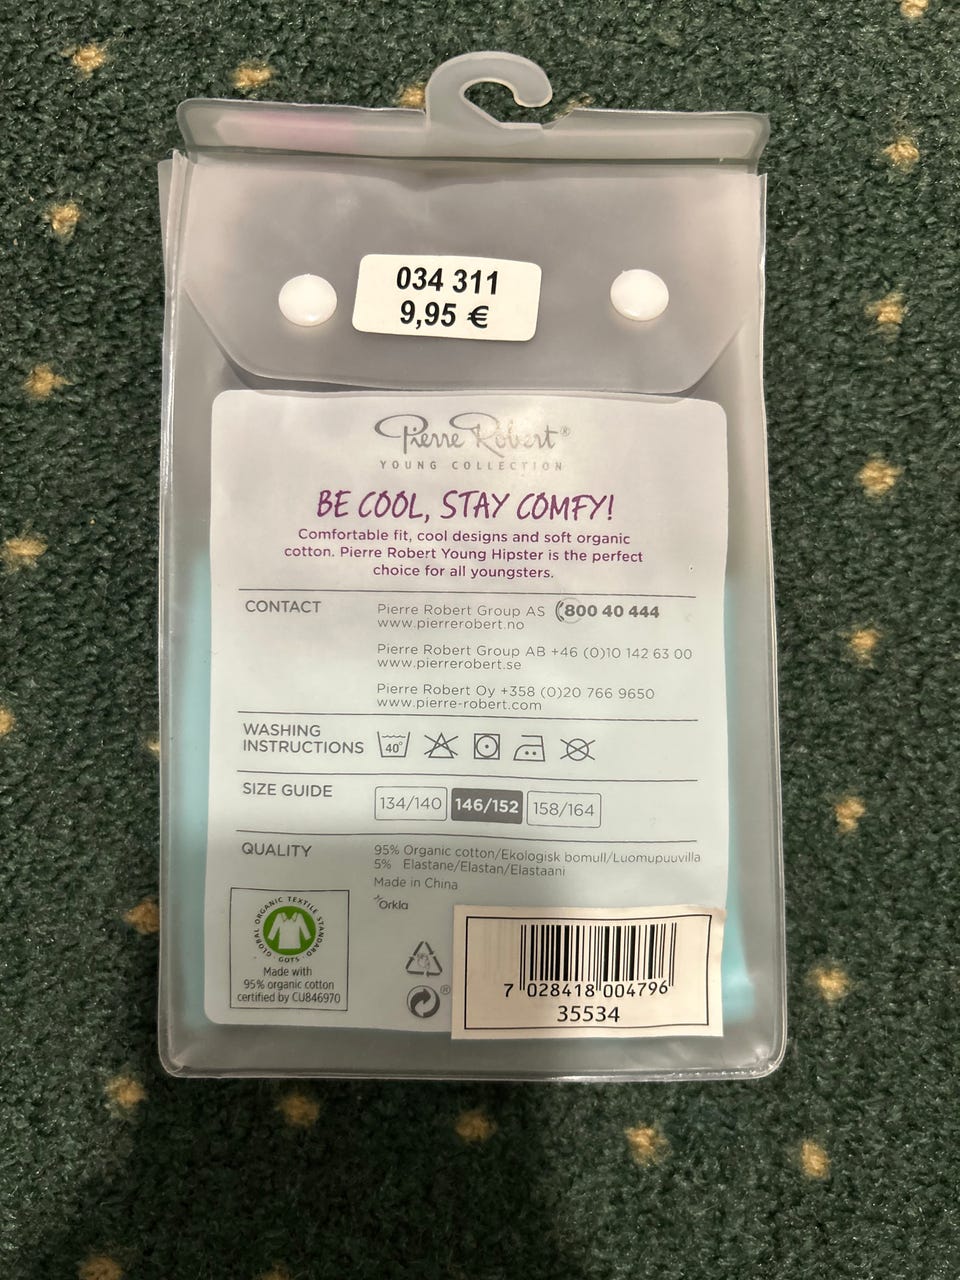 034 311
9,95 €
Pierre Robert®
YOUNG COLLECTION
BE COOL, STAY COMFY!
Comfortable fit, cool designs and soft organic
cotton. Pierre Robert Young Hipster is the perfect
choice for all youngsters.
CONTACT
Pierre Robert Group AS 800 40 444
www.pierrerobert.no
Pierre Robert Group AB +46 (0)10 142 63 00
www.pierrerobert.se
Pierre Robert Oy +358 (0)20 766 9650
www.pierre-robert.com
WASHING
INSTRUCTIONS
40°
SIZE GUIDE
134/140 146/152 158/164
QUALITY
95% Organic cotton/Ekologisk bomull/Luomupuuvilla
5% Elastane/Elastan/Elastaani
Made in China
Orkla
GLOBAL ORGANIC TEXTILE STANDARD
· GOTS ·
Made with
95% organic cotton
certified by CU846970
®
7 028418 004796
35534